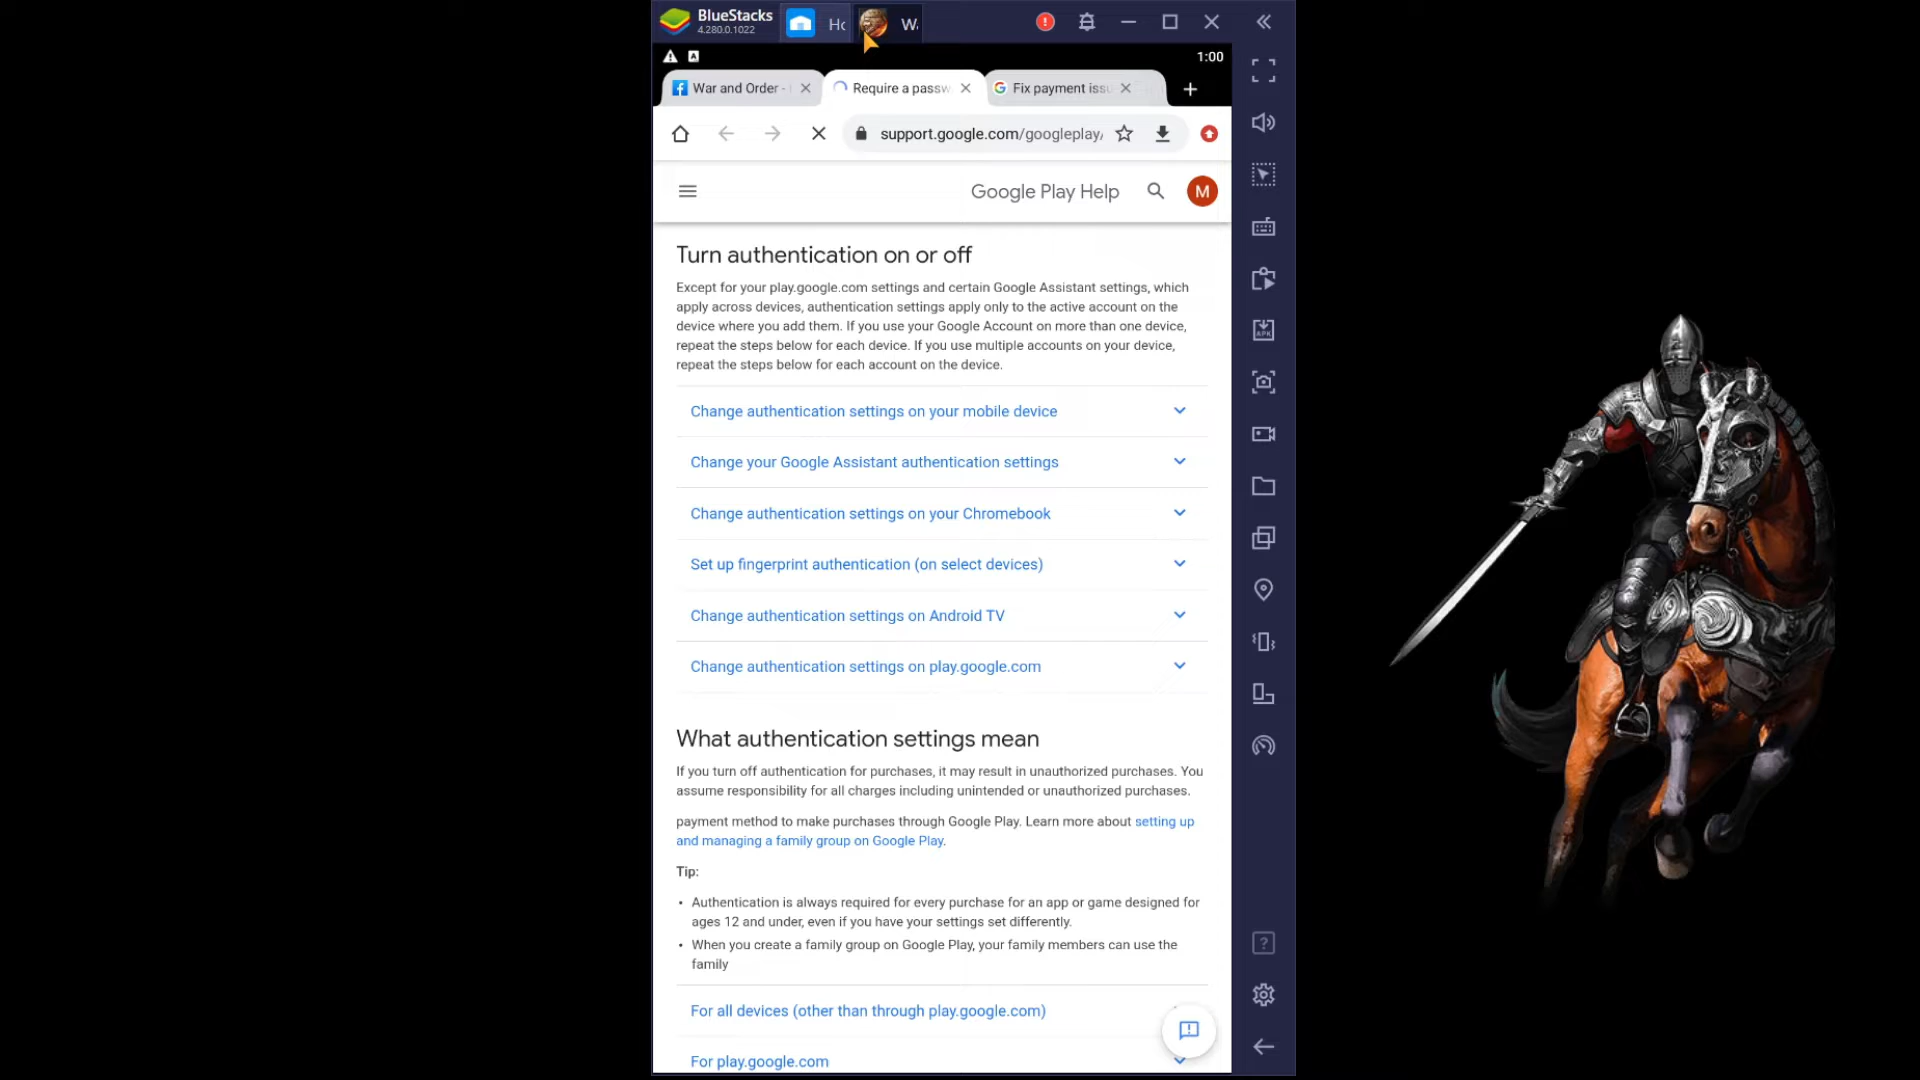 BlueStacks
4.280.0.1022
Ho
W
1:00
War and Order -
Require a passw
Fix payment issu
support.google.com/googleplay/
Google Play Help
M
Turn authentication on or off
Except for your play.google.com settings and certain Google Assistant settings, which
apply across devices, authentication settings apply only to the active account on the
device where you add them. If you use your Google Account on more than one device,
repeat the steps below for each device. If you use multiple accounts on your device,
repeat the steps below for each account on the device.
Change authentication settings on your mobile device
Change your Google Assistant authentication settings
Change authentication settings on your Chromebook
Set up fingerprint authentication (on select devices)
Change authentication settings on Android TV
Change authentication settings on play.google.com
What authentication settings mean
If you turn off authentication for purchases, it may result in unauthorized purchases. You
assume responsibility for all charges including unintended or unauthorized purchases.
payment method to make purchases through Google Play. Learn more about setting up
and managing a family group on Google Play.
Tip:
• Authentication is always required for every purchase for an app or game designed for
ages 12 and under, even if you have your settings set differently.
• When you create a family group on Google Play, your family members can use the
family
For all devices (other than through play.google.com)
For play.google.com